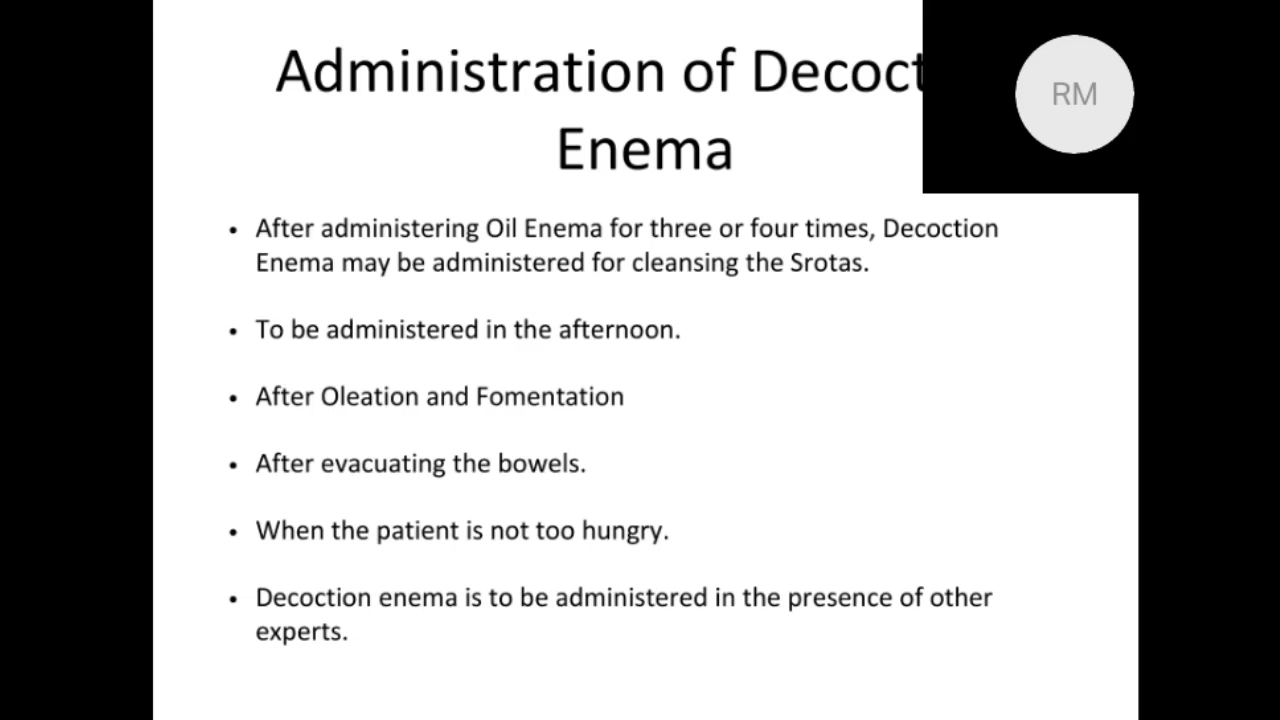 Administration of
Enema
RM
• After administering Oil Enema for three or four times, Decoction
Enema may be administered for cleansing the Srotas.
• To be administered in the afternoon.
• After Oleation and Fomentation
• After evacuating the bowels.
• When the patient is not too hungry.
• Decoction enema is to be administered in the presence of other
experts.